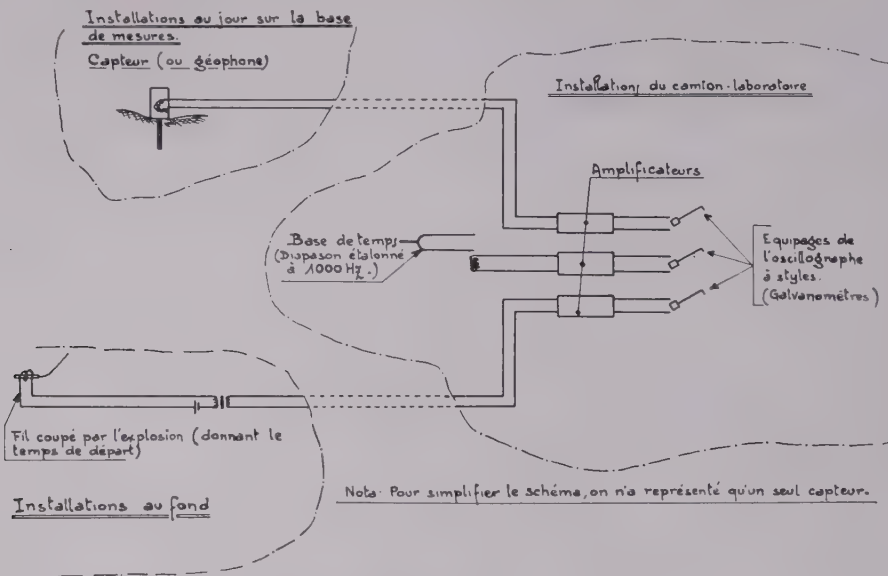 Installations au jour sur la base
de mesures.
Capteur (ou géophone)
Installations du camion-laboratoire
Amplificateurs
Base de temps
(Diapason étalonné
à 1000 Hz.)
Equipages de
l'oscillographe
à styles.
(Galvanomètres)
Fil coupé par l'explosion (donnant le
temps de départ)
Installations au fond
Nota. Pour simplifier le schéma, on n'a représenté qu'un seul capteur.